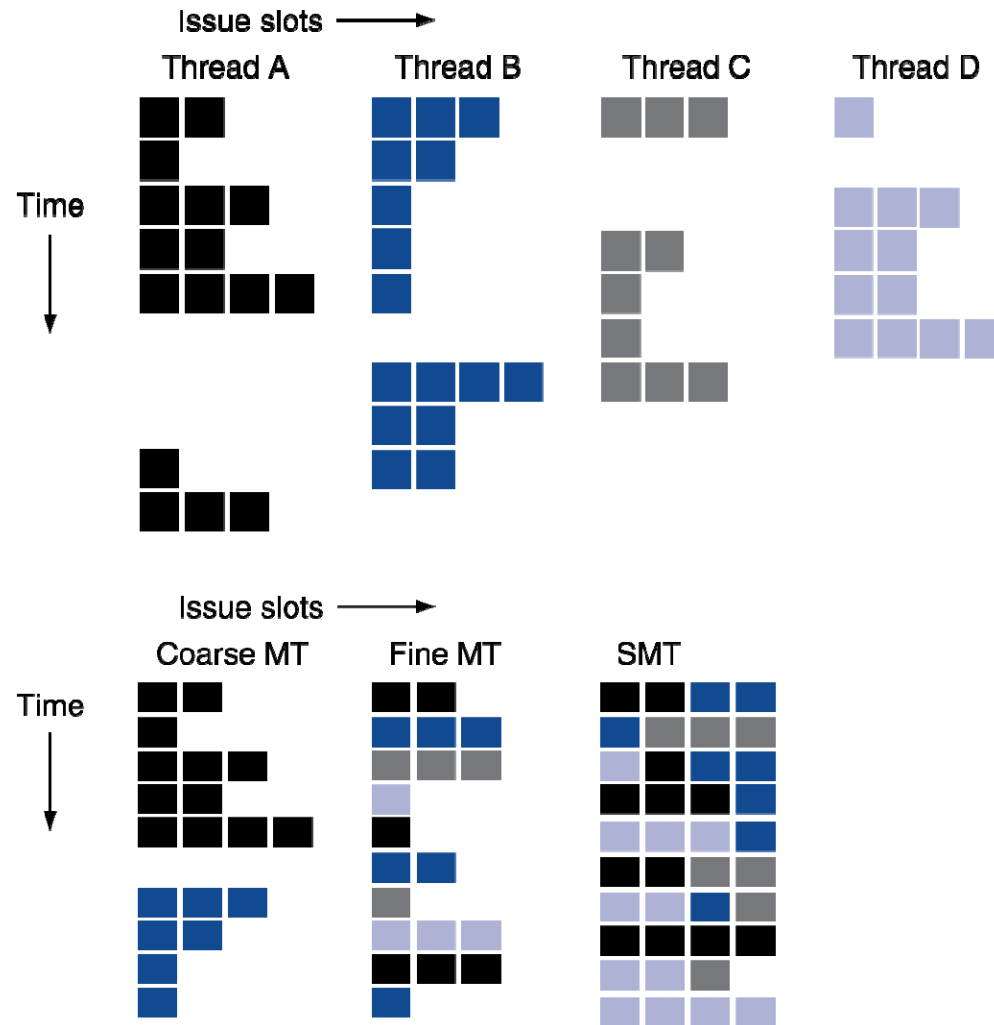 Issue slots
Thread A Thread B Thread C Thread D
Time
Issue slots
Coarse MT Fine MT SMT
Time